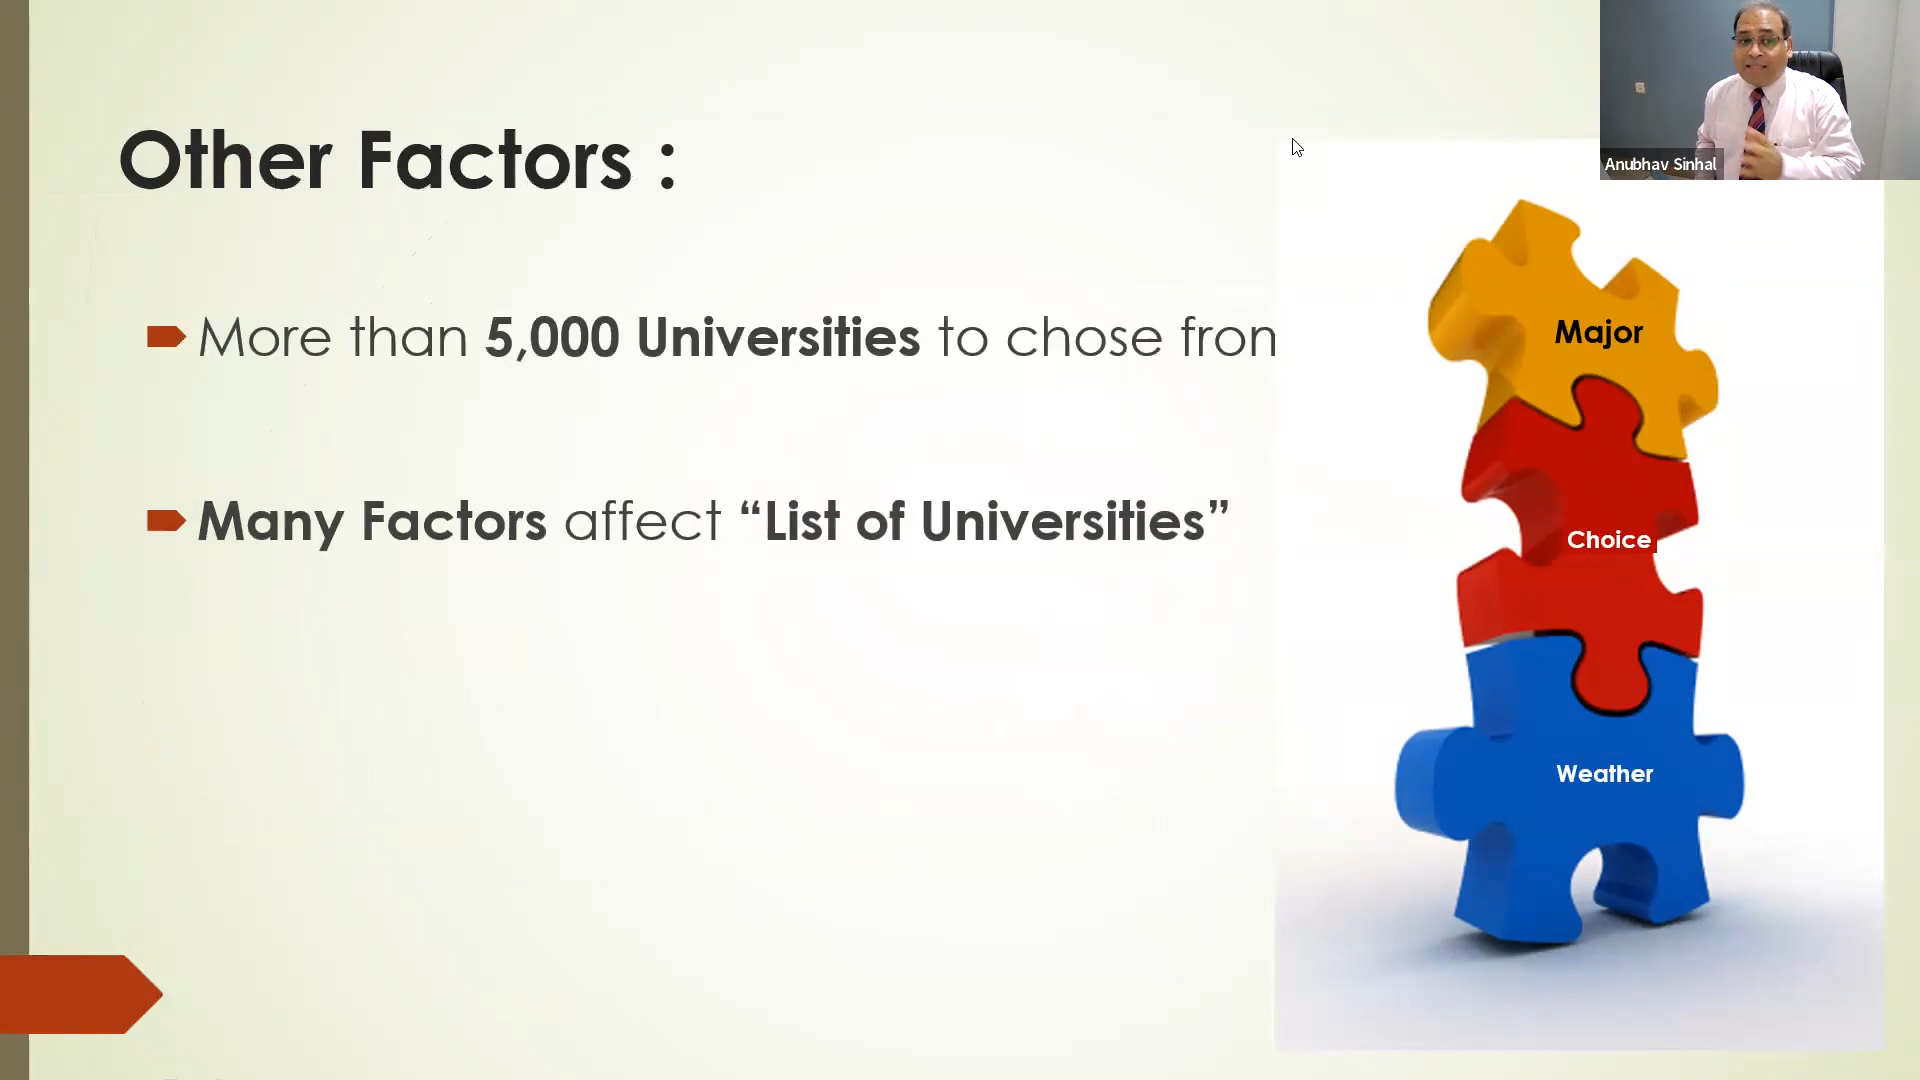 Other Factors :
More than 5,000 Universities to chose from
Many Factors affect “List of Universities”
Major
Choice
Weather
Anubhav Sinhal